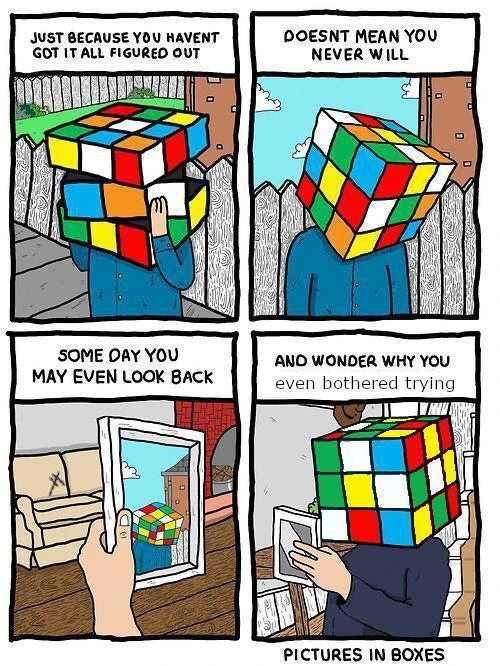 JUST BECAUSE YOU HAVENT
GOT IT ALL FIGURED OUT
DOESNT MEAN YOU
NEVER WILL
SOME DAY YOU
MAY EVEN LOOK BACK
AND WONDER WHY YOU
even bothered trying
PICTURES IN BOXES